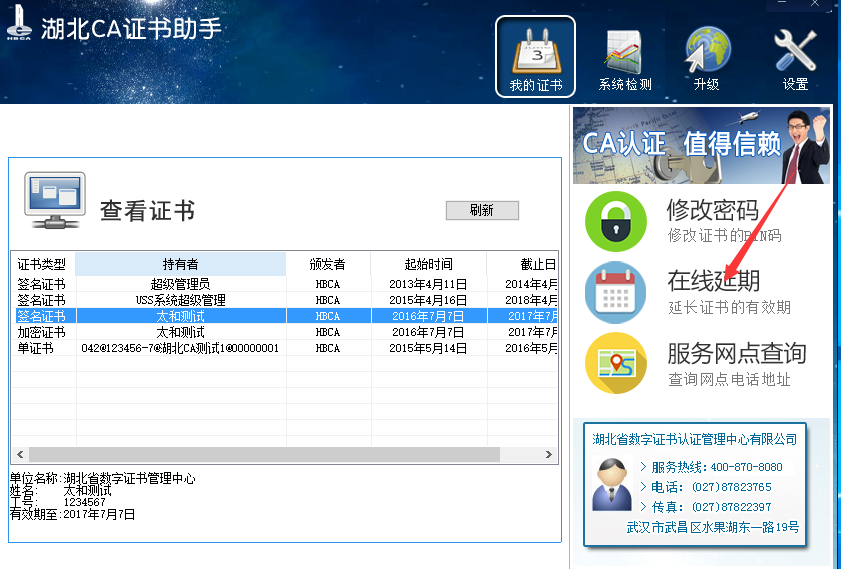 HBCA
湖北CA证书助手
3
我的证书
系统检测
升级
设置
CA认证 值得信赖
查看证书
刷新
修改密码
修改证书的PIN码
在线延期
延长证书的有效期
服务网点查询
查询网点电话地址
证书类型 持有者 颁发者 起始时间 截止日
签名证书 超级管理员 HBCA 2013年4月11日 2014年4月
签名证书 USS系统超级管理 HBCA 2015年4月16日 2018年4月
签名证书 太和测试 HBCA 2016年7月7日 2017年7月
加密证书 太和测试 HBCA 2016年7月7日 2017年7月
单证书 042@123456-7@湖北CA测试1@00000001 HBCA 2015年5月14日 2016年5月
单位名称:湖北省数字证书管理中心
姓名: 太和测试
工号: 1234567
有效期至:2017年7月7日
湖北省数字证书认证管理中心有限公司
> 服务热线:400-870-8080
> 电话: (027)87823765
> 传真: (027)87822397
武汉市武昌区水果湖东一路19号